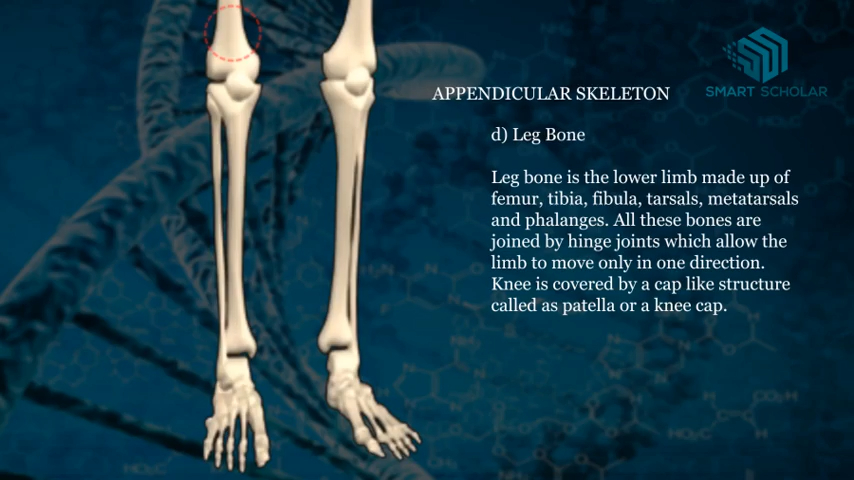 SMART SCHOLAR
APPENDICULAR SKELETON
d) Leg Bone
Leg bone is the lower limb made up of
femur, tibia, fibula, tarsals, metatarsals
and phalanges. All these bones are
joined by hinge joints which allow the
limb to move only in one direction.
Knee is covered by a cap like structure
called as patella or a knee cap.